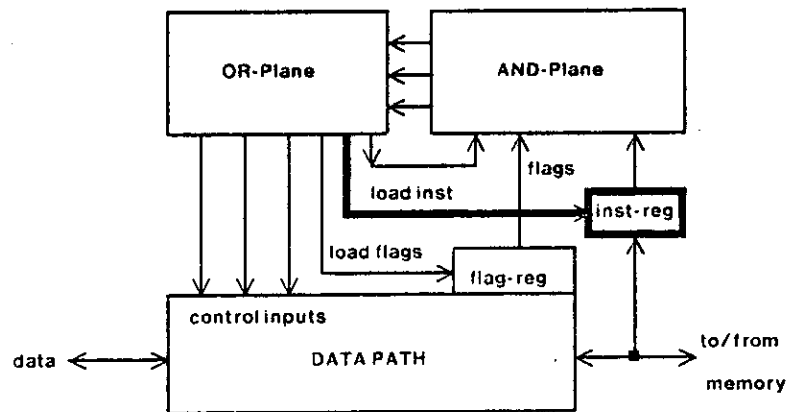 OR-Plane
AND-Plane
flags
load inst
inst-reg
load flags
flag-reg
control inputs
data
DATA PATH
to/from
memory